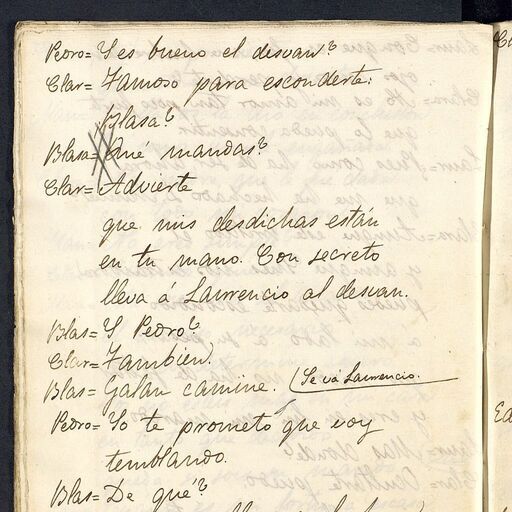 Pedro= Y es bueno el desvan?
Clar= Famoso para esconderte:
Blasa?
Blasa= Qué mandas?
Clar= Advierte
que mis desdichas están
en tu mano. Con secreto
lleva á Laurencio al desvan.
Blas= Y Pedro?
Clar= Tambien.
Blas= Galan camine. (Se vá Laurencio.
Pedro= Yo te prometo que voy
temblando.
Blas= De qué?